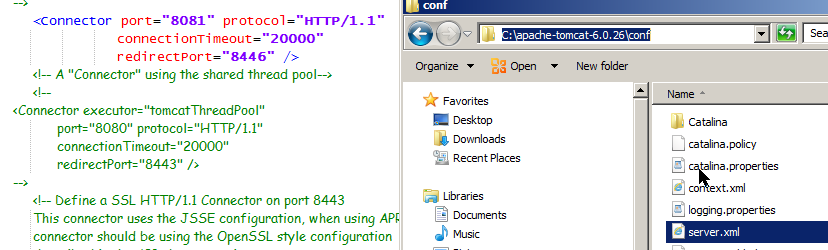 -->
<Connector port="8081" protocol="HTTP/1.1"
connectionTimeout="20000"
redirectPort="8446" />
<!-- A "Connector" using the shared thread pool-->
<!--
<Connector executor="tomcatThreadPool"
port="8080" protocol="HTTP/1.1"
connectionTimeout="20000"
redirectPort="8443" />
-->
<!-- Define a SSL HTTP/1.1 Connector on port 8443
This connector uses the JSSE configuration, when using APR
connector should be using the OpenSSL style configuration
conf
C:\apache-tomcat-6.0.26\conf
Sea
Organize
Open
New folder
Favorites
Desktop
Downloads
Recent Places
Libraries
Documents
Music
Name
Catalina
catalina.policy
catalina.properties
context.xml
logging.properties
server.xml